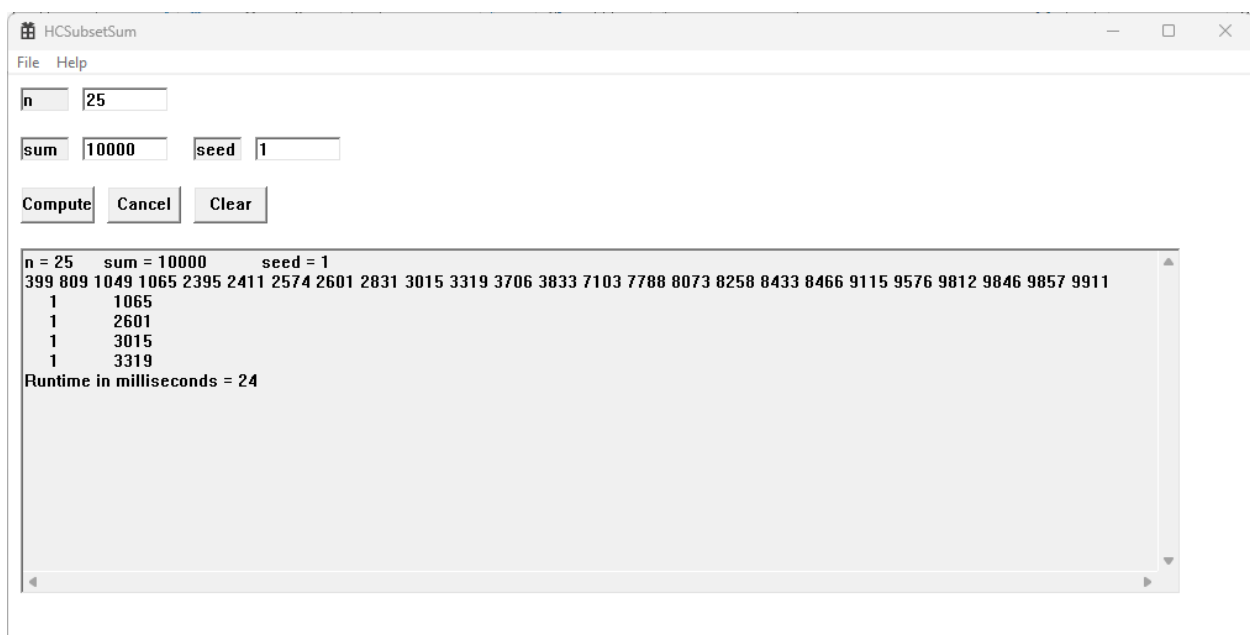 HCSubsetSum
File Help
n 25
sum 10000 seed 1
Compute Cancel Clear
n = 25 sum = 10000 seed = 1
399 809 1049 1065 2395 2411 2574 2601 2831 3015 3319 3706 3833 7103 7788 8073 8258 8433 8466 9115 9576 9812 9846 9857 9911
1 1065
1 2601
1 3015
1 3319
Runtime in milliseconds = 24